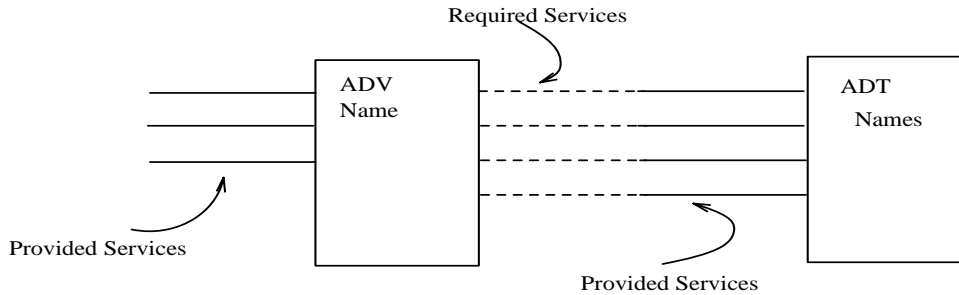 Required Services
ADV
Name
ADT
Names
Provided Services
Provided Services